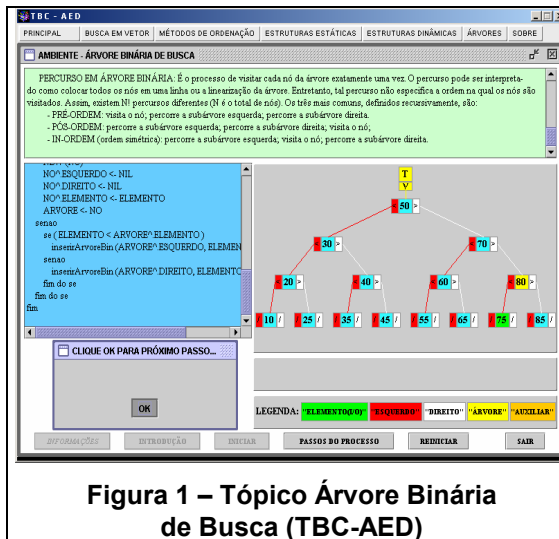 TBC - AED
PRINCIPAL BUSCA EM VETOR MÉTODOS DE ORDENAÇÃO ESTRUTURAS ESTÁTICAS ESTRUTURAS DINÂMICAS ÁRVORES SOBRE
AMBIENTE - ÁRVORE BINÁRIA DE BUSCA
PERCURSO EM ÁRVORE BINÁRIA: É o processo de visitar cada nó da árvore exatamente uma vez. O percurso pode ser interpreta-
do como colocar todos os nós em uma linha ou a linearização da árvore. Entretanto, tal percurso não especifica a ordem na qual os nós são
visitados. Assim, existem N! percursos diferentes (N é o total de nós). Os três mais comuns, definidos recursivamente, são:
- PRÉ-ORDEM: visita o nó; percorre a subárvore esquerda; percorre a subárvore direita.
- PÓS-ORDEM: percorre a subárvore esquerda; percorre a subárvore direita; visita o nó;
- IN-ORDEM (ordem simétrica): percorre a subárvore esquerda; visita o nó; percorre a subárvore direita.
NO^.ESQUERDO <- NIL
NO^.DIREITO <- NIL
NO^.ELEMENTO <- ELEMENTO
ARVORE <- NO
senao
se ( ELEMENTO < ARVORE^.ELEMENTO )
inserirArvoreBin (ARVORE^.ESQUERDO, ELEMEN
senao
inserirArvoreBin (ARVORE^.DIREITO, ELEMENTO
fim do se
fim do se
fim
T
V
< 50 >
< 30 > < 70 >
< 20 > < 40 > < 60 > < 80 >
/ 10 / / 25 / / 35 / / 45 / / 55 / / 65 / / 75 / / 85 /
CLIQUE OK PARA PRÓXIMO PASSO...
OK
LEGENDA: "ELEMENTO(I/O)" "ESQUERDO" "DIREITO" "ÁRVORE" "AUXILIAR"
INFORMAÇÕES INTRODUÇÃO INICIAR PASSOS DO PROCESSO REINICIAR SAIR
Figura 1 – Tópico Árvore Binária
de Busca (TBC-AED)